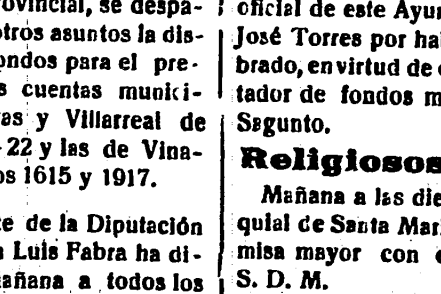 ovincial, se despa-
otros asuntos la dis-
ondos para el pre-
s cuentas munici-
as y Villarreal de
-22 y las de Vina-
os 1615 y 1917.
e de la Diputación
Luis Fabra ha di-
añana a todos los
oficial de este Ayun
José Torres por ha
brado, en virtud de
tador de fondos m
Sagunto.
Religiosos
Mañana a las die
quial de Santa Mar
misa mayor con
S. D. M.